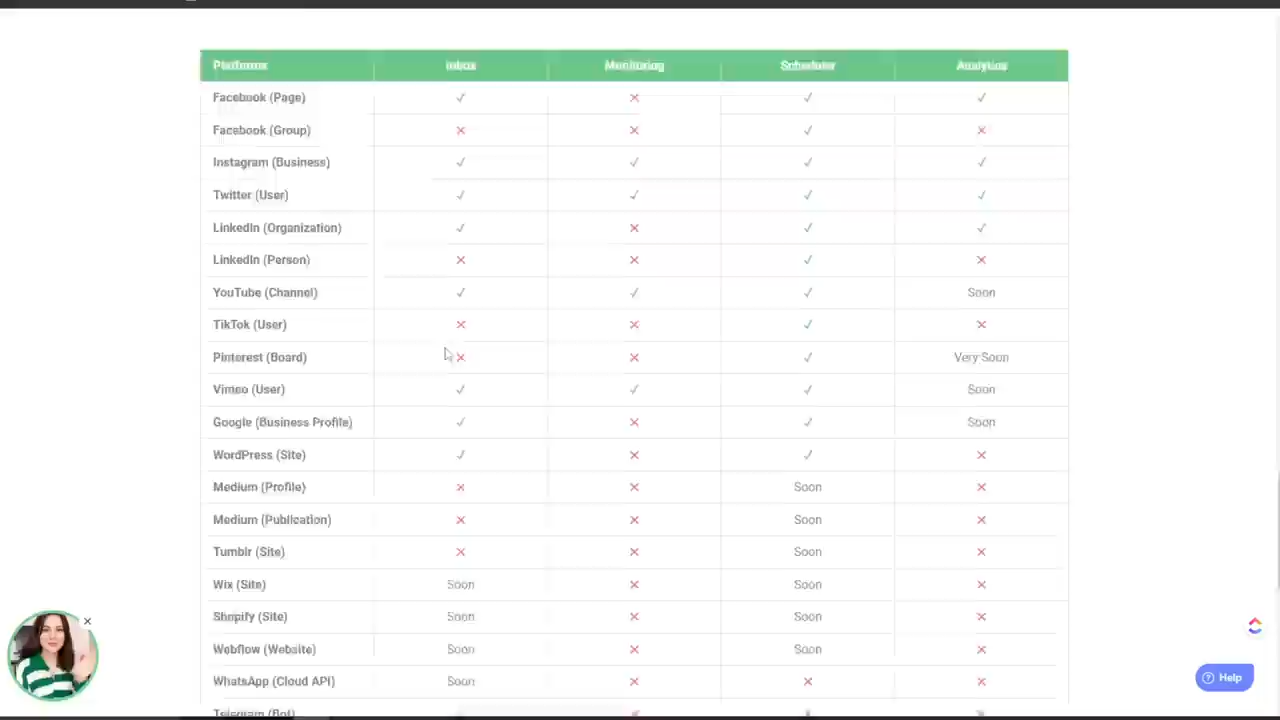 Platforms Inbox Monitoring Scheduler Analytics
Facebook (Page) ✓ ✕ ✓ ✓
Facebook (Group) ✕ ✕ ✓ ✕
Instagram (Business) ✓ ✓ ✓ ✓
Twitter (User) ✓ ✓ ✓ ✓
LinkedIn (Organization) ✓ ✕ ✓ ✓
LinkedIn (Person) ✕ ✕ ✓ ✕
YouTube (Channel) ✓ ✓ ✓ Soon
TikTok (User) ✕ ✕ ✓ ✕
Pinterest (Board) ✕ ✕ ✓ Very Soon
Vimeo (User) ✓ ✓ ✓ Soon
Google (Business Profile) ✓ ✕ ✓ Soon
WordPress (Site) ✓ ✕ ✓ ✕
Medium (Profile) ✕ ✕ Soon ✕
Medium (Publication) ✕ ✕ Soon ✕
Tumblr (Site) ✕ ✕ Soon ✕
Wix (Site) Soon ✕ Soon ✕
Shopify (Site) Soon ✕ Soon ✕
Webflow (Website) Soon ✕ Soon ✕
WhatsApp (Cloud API) Soon ✕ ✕ ✕
Telegram (Bot)
Help